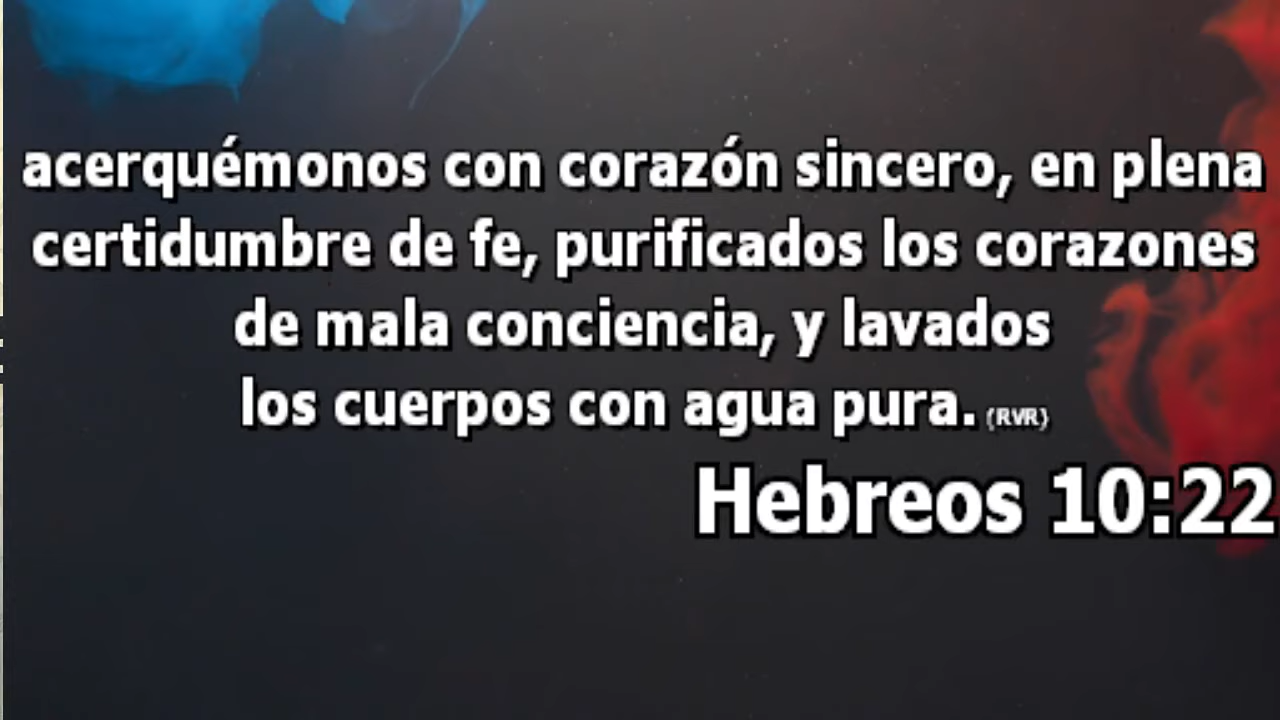 acerquémonos con corazón sincero, en plena
certidumbre de fe, purificados los corazones
de mala conciencia, y lavados
los cuerpos con agua pura. (RVR)
Hebreos 10:22